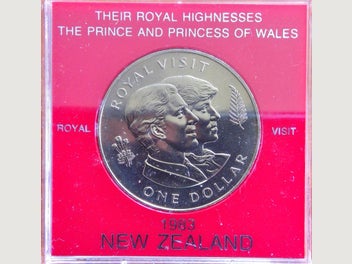 THEIR ROYAL HIGHNESSES
THE PRINCE AND PRINCESS OF WALES
ROYAL VISIT
ROYAL
VISIT
ONE DOLLAR
1983
NEW ZEALAND